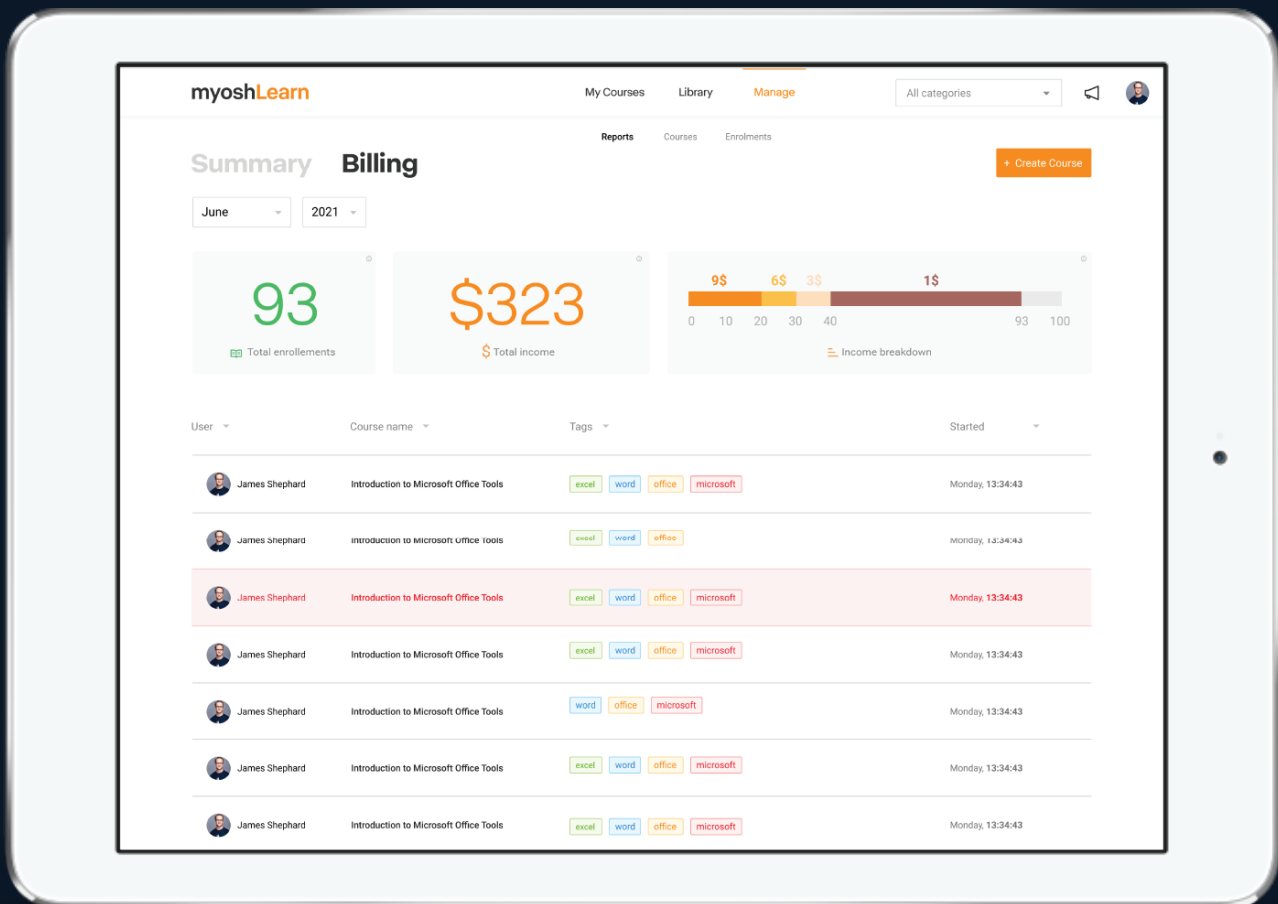 myoshLearn
My Courses Library Manage
All categories
Reports Courses Enrolments
Summary Billing
+ Create Course
June 2021
93
Total enrollements
$323
$ Total income
9$ 6$ 3$ 1$
0 10 20 30 40 93 100
Income breakdown
User Course name Tags Started
James Shephard Introduction to Microsoft Office Tools excel word office microsoft Monday, 13:34:43
James Shephard Introduction to Microsoft Office Tools excel word office Monday, 13:34:43
James Shephard Introduction to Microsoft Office Tools excel word office microsoft Monday, 13:34:43
James Shephard Introduction to Microsoft Office Tools excel word office microsoft Monday, 13:34:43
James Shephard Introduction to Microsoft Office Tools word office microsoft Monday, 13:34:43
James Shephard Introduction to Microsoft Office Tools excel word office microsoft Monday, 13:34:43
James Shephard Introduction to Microsoft Office Tools excel word office microsoft Monday, 13:34:43